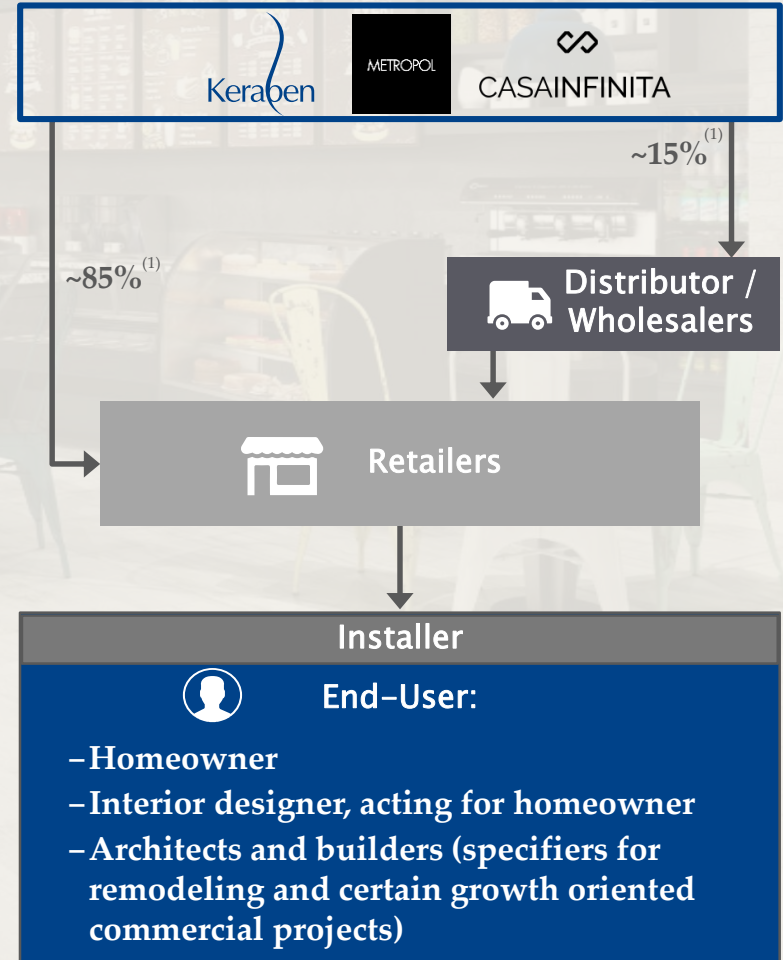 Keraben
METROPOL
CASAINFINITA
~15%(1)
~85%(1)
Distributor /
Wholesalers
Retailers
Installer
End-User:
–Homeowner
–Interior designer, acting for homeowner
–Architects and builders (specifiers for
remodeling and certain growth oriented
commercial projects)